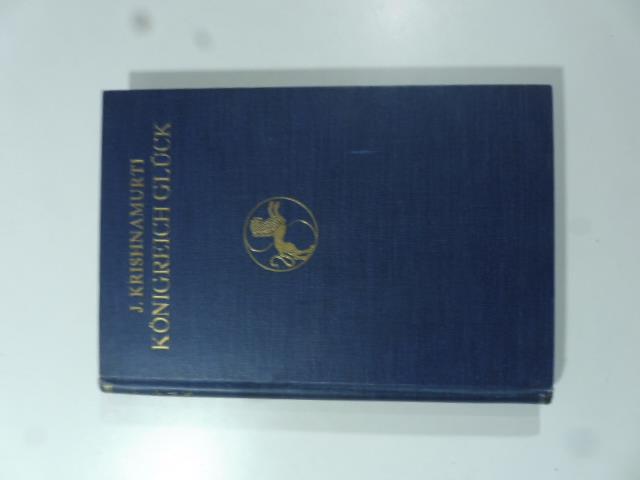 J. KRISHNAMURTI
KÖNIGREICH GLÜCK